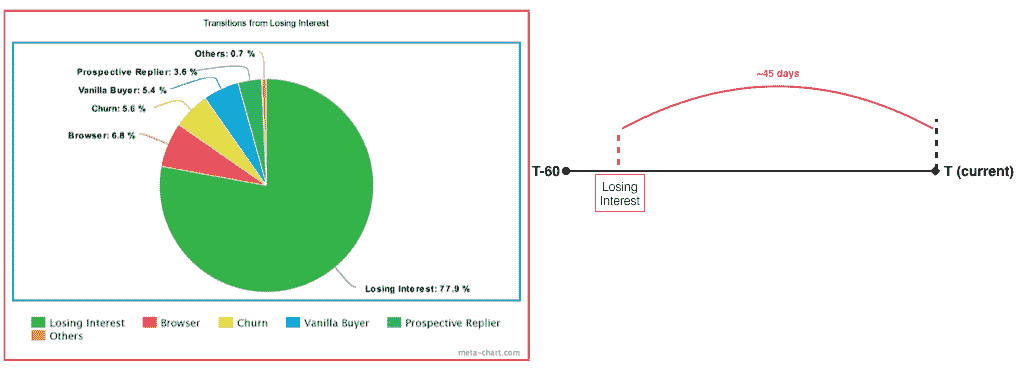 Transitions from Losing Interest
Others: 0.7 %
Prospective Replier: 3.6 %
Vanilla Buyer: 5.4 %
Churn: 5.6 %
Browser: 6.8 %
Losing Interest: 77.9 %
Losing Interest
Browser
Churn
Vanilla Buyer
Prospective Replier
Others
meta-chart.com
~45 days
T-60
T (current)
Losing
Interest